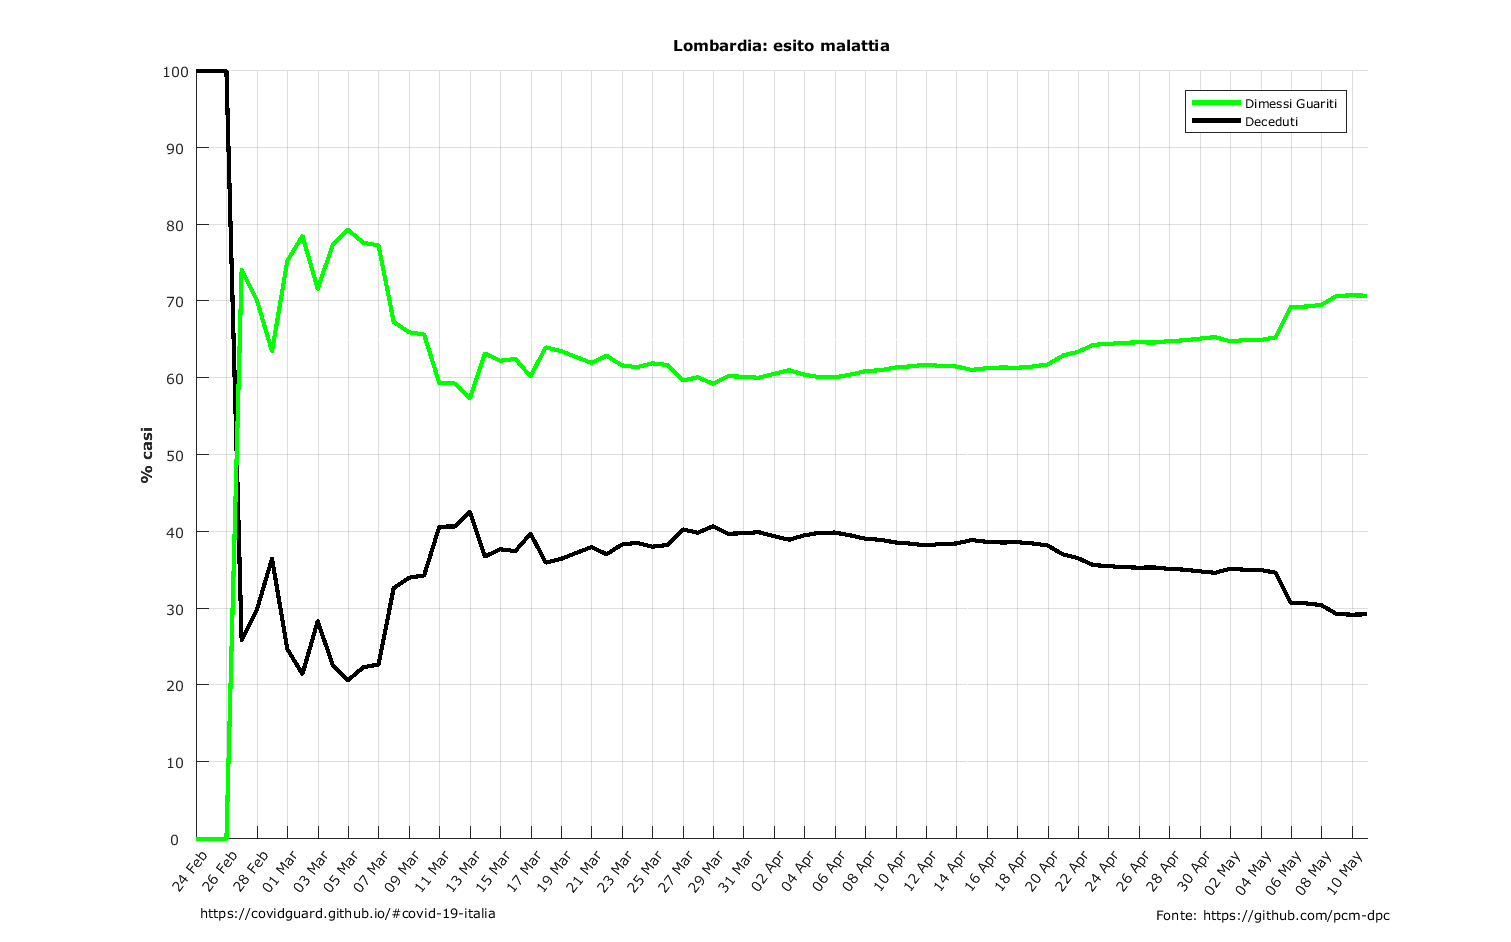 Lombardia: esito malattia
Dimessi Guariti
Deceduti
% casi
100
90
80
70
60
50
40
30
20
10
0
24 Feb
26 Feb
28 Feb
01 Mar
03 Mar
05 Mar
07 Mar
09 Mar
11 Mar
13 Mar
15 Mar
17 Mar
19 Mar
21 Mar
23 Mar
25 Mar
27 Mar
29 Mar
31 Mar
02 Apr
04 Apr
06 Apr
08 Apr
10 Apr
12 Apr
14 Apr
16 Apr
18 Apr
20 Apr
22 Apr
24 Apr
26 Apr
28 Apr
30 Apr
02 May
04 May
06 May
08 May
10 May
https://covidguard.github.io/#covid-19-italia
Fonte: https://github.com/pcm-dpc